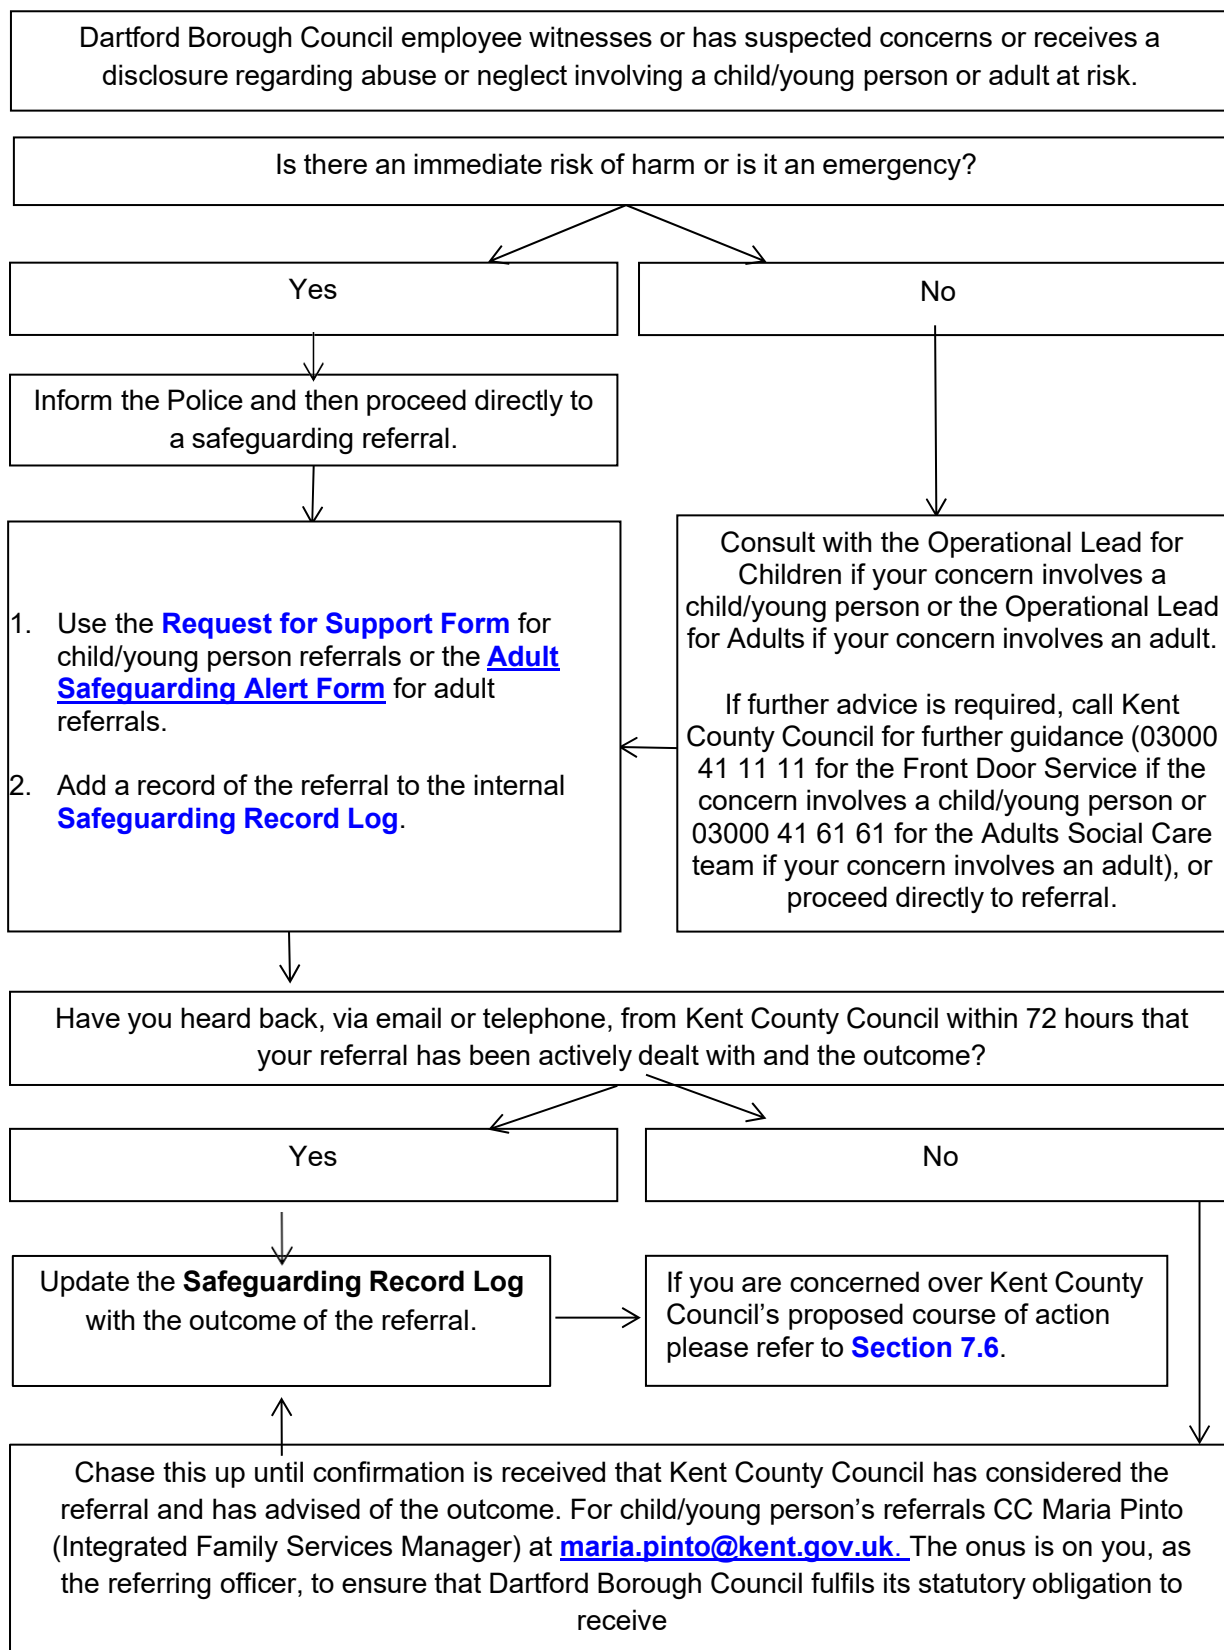 Dartford Borough Council employee witnesses or has suspected concerns or receives a
disclosure regarding abuse or neglect involving a child/young person or adult at risk.
Is there an immediate risk of harm or is it an emergency?
Yes
No
Inform the Police and then proceed directly to
a safeguarding referral.
1. Use the Request for Support Form for
child/young person referrals or the Adult
Safeguarding Alert Form for adult
referrals.
2. Add a record of the referral to the internal
Safeguarding Record Log.
Consult with the Operational Lead for
Children if your concern involves a
child/young person or the Operational Lead
for Adults if your concern involves an adult.
If further advice is required, call Kent
County Council for further guidance (03000
41 11 11 for the Front Door Service if the
concern involves a child/young person or
03000 41 61 61 for the Adults Social Care
team if your concern involves an adult), or
proceed directly to referral.
Have you heard back, via email or telephone, from Kent County Council within 72 hours that
your referral has been actively dealt with and the outcome?
Yes
No
Update the Safeguarding Record Log
with the outcome of the referral.
If you are concerned over Kent County
Council’s proposed course of action
please refer to Section 7.6.
Chase this up until confirmation is received that Kent County Council has considered the
referral and has advised of the outcome. For child/young person’s referrals CC Maria Pinto
(Integrated Family Services Manager) at maria.pinto@kent.gov.uk. The onus is on you, as
the referring officer, to ensure that Dartford Borough Council fulfils its statutory obligation to
receive